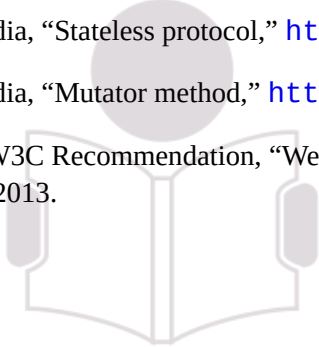 dia, “Stateless protocol,” ht
dia, “Mutator method,” htt
W3C Recommendation, “We
2013.